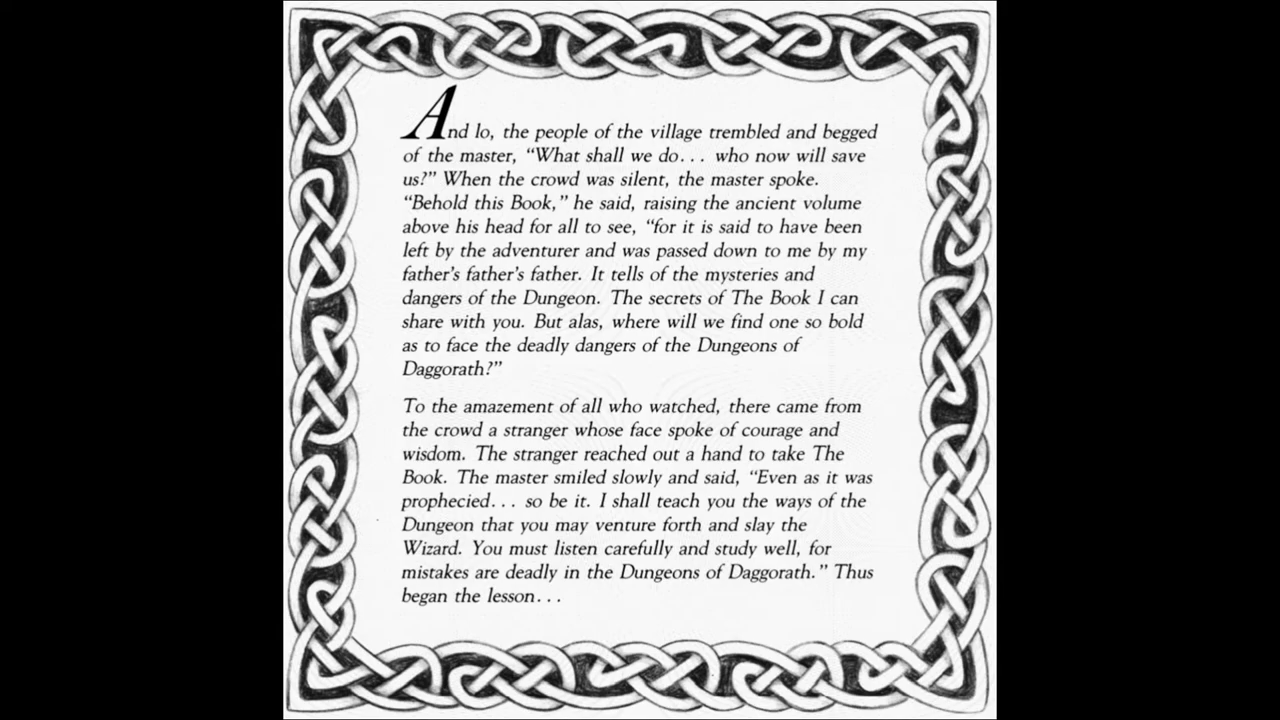 And lo, the people of the village trembled and begged
of the master, “What shall we do. . . who now will save
us?” When the crowd was silent, the master spoke.
“Behold this Book,” he said, raising the ancient volume
above his head for all to see, “for it is said to have been
left by the adventurer and was passed down to me by my
father’s father’s father. It tells of the mysteries and
dangers of the Dungeon. The secrets of The Book I can
share with you. But alas, where will we find one so bold
as to face the deadly dangers of the Dungeons of
Daggorath?”
To the amazement of all who watched, there came from
the crowd a stranger whose face spoke of courage and
wisdom. The stranger reached out a hand to take The
Book. The master smiled slowly and said, “Even as it was
prophecied. . . so be it. I shall teach you the ways of the
Dungeon that you may venture forth and slay the
Wizard. You must listen carefully and study well, for
mistakes are deadly in the Dungeons of Daggorath.” Thus
began the lesson. . .